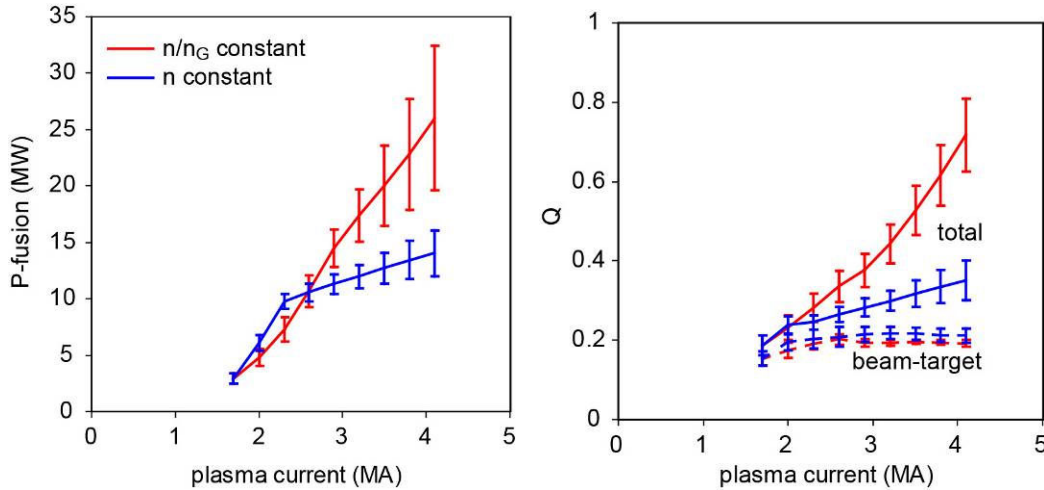 35
30
25
20
15
10
5
0
P-fusion (MW)
n/nG constant
n constant
0 1 2 3 4 5
plasma current (MA)
1
0.8
0.6
0.4
0.2
0
Q
total
beam-target
0 1 2 3 4 5
plasma current (MA)